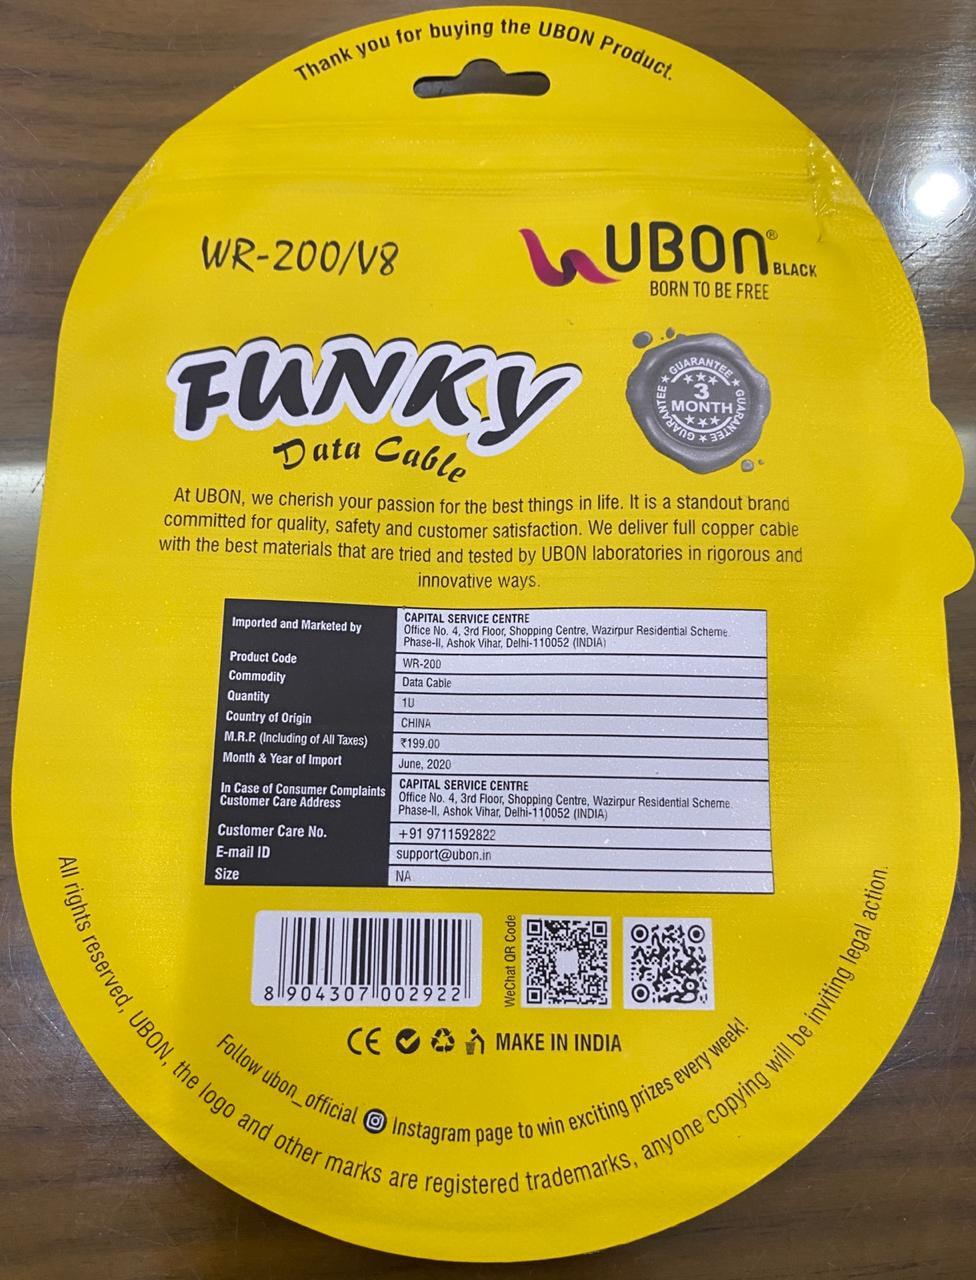 Thank you for buying the UBON Product.
WR-200/V8
UBON®
BLACK
BORN TO BE FREE
FUNKY
Data Cable
GUARANTEE ★ GUARANTEE ★ GUARANTEE ★ GUARANTEE ★
3
MONTH
At UBON, we cherish your passion for the best things in life. It is a standout brand
committed for quality, safety and customer satisfaction. We deliver full copper cable
with the best materials that are tried and tested by UBON laboratories in rigorous and
innovative ways.
Imported and Marketed by CAPITAL SERVICE CENTRE
Office No. 4, 3rd Floor, Shopping Centre, Wazirpur Residential Scheme.
Phase-II, Ashok Vihar, Delhi-110052 (INDIA)
Product Code WR-200
Commodity Data Cable
Quantity 1U
Country of Origin CHINA
M.R.P. (Including of All Taxes) ₹199.00
Month & Year of Import June, 2020
In Case of Consumer Complaints
Customer Care Address
CAPITAL SERVICE CENTRE
Office No. 4, 3rd Floor, Shopping Centre, Wazirpur Residential Scheme.
Phase-II, Ashok Vihar, Delhi-110052 (INDIA)
Customer Care No. +91 9711592822
E-mail ID support@ubon.in
Size NA
8 904307 002922
WeChat QR Code
CE
MAKE IN INDIA
Follow ubon_official Instagram page to win exciting prizes every week!
All rights reserved, UBON, the logo and other marks are registered trademarks, anyone copying will be inviting legal action.